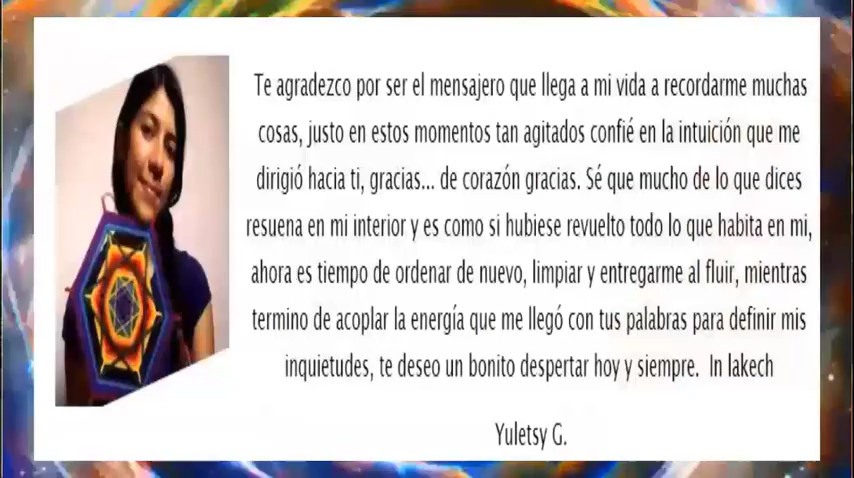 Te agradezco por ser el mensajero que llega a mi vida a recordarme muchas
cosas, justo en estos momentos tan agitados confié en la intuición que me
dirigió hacia ti, gracias... de corazón gracias. Sé que mucho de lo que dices
resuena en mi interior y es como si hubiese revuelto todo lo que habita en mi,
ahora es tiempo de ordenar de nuevo, limpiar y entregarme al fluir, mientras
termino de acoplar la energía que me llegó con tus palabras para definir mis
inquietudes, te deseo un bonito despertar hoy y siempre. In lakech
Yuletsy G.